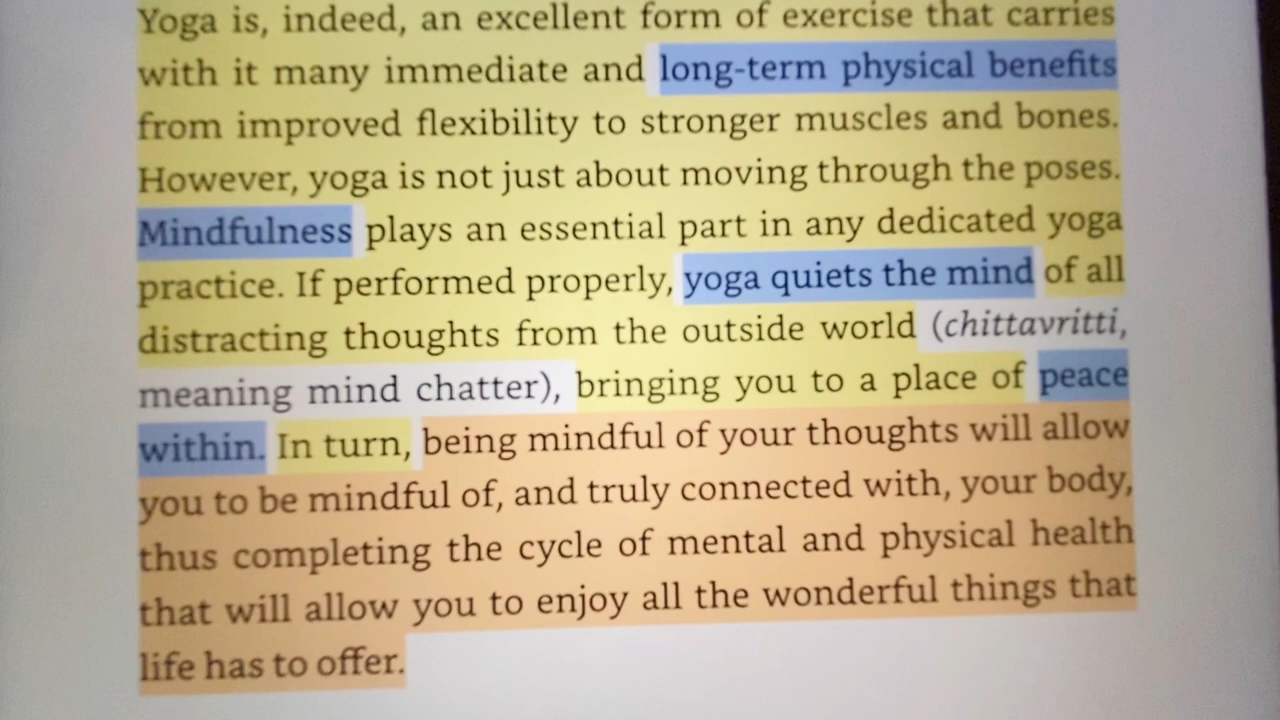 Yoga is, indeed, an excellent form of exercise that carries
with it many immediate and long-term physical benefits
from improved flexibility to stronger muscles and bones.
However, yoga is not just about moving through the poses.
Mindfulness plays an essential part in any dedicated yoga
practice. If performed properly, yoga quiets the mind of all
distracting thoughts from the outside world (chittavritti,
meaning mind chatter), bringing you to a place of peace
within. In turn, being mindful of your thoughts will allow
you to be mindful of, and truly connected with, your body,
thus completing the cycle of mental and physical health
that will allow you to enjoy all the wonderful things that
life has to offer.